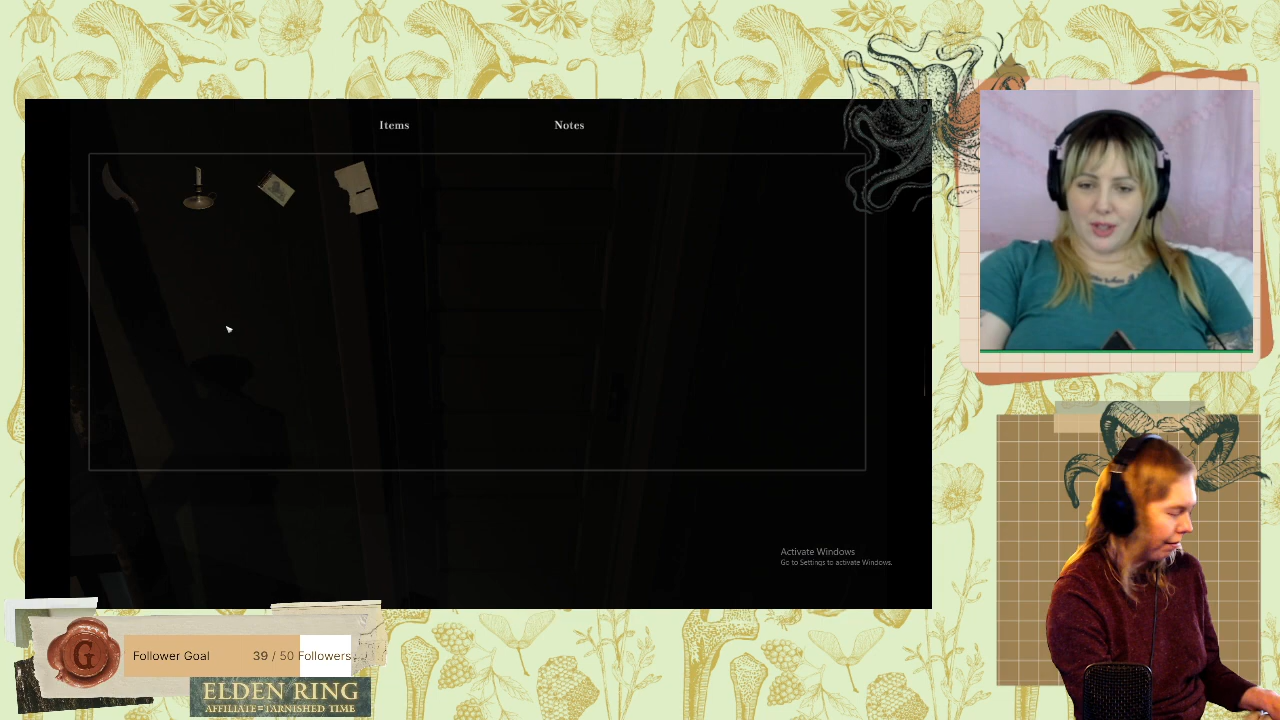 Items
Notes
Activate Windows
Go to Settings to activate Windows.
G
Follower Goal
39 / 50 Followers
ELDEN RING
AFFILIATE=TARNISHED TIME